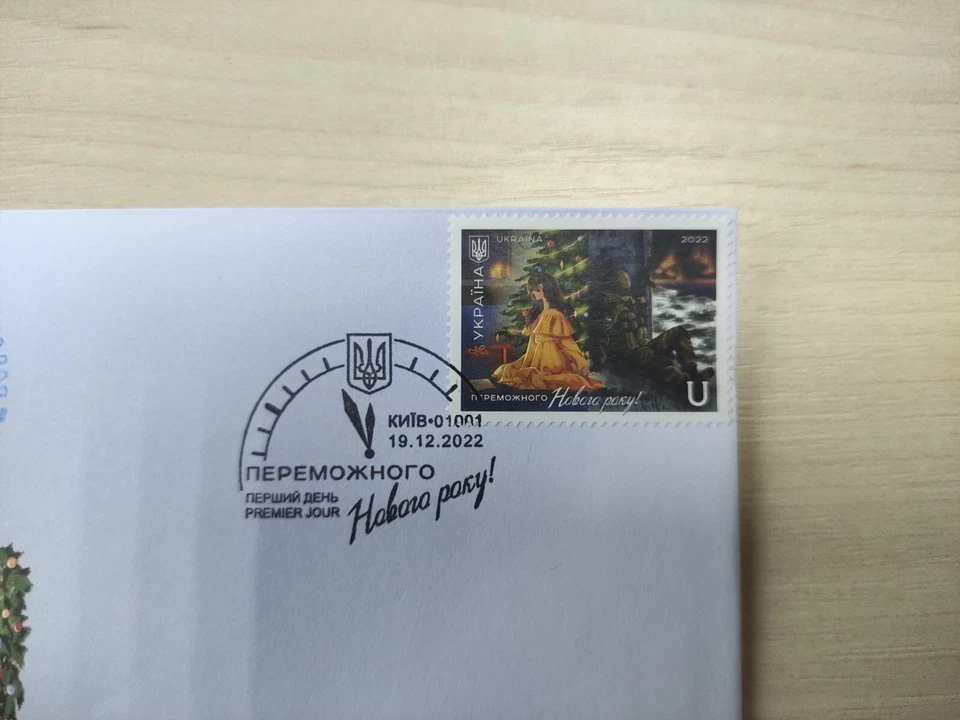 UKRAINA
2022
УКРАЇНА
ПЕРЕМОЖНОГО Нового року!
U
КИЇВ•01001
19.12.2022
ПЕРЕМОЖНОГО
ПЕРШИЙ ДЕНЬ
PREMIER JOUR
Нового року!